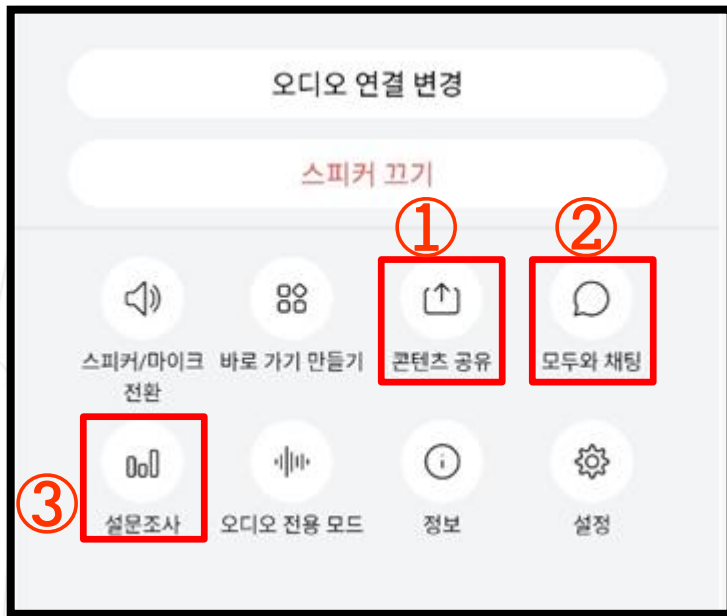 오디오 연결 변경
스피커 끄기
① ②
스피커/마이크 바로 가기 만들기 콘텐츠 공유 모두와 채팅
전환
③
설문조사 오디오 전용 모드 정보 설정